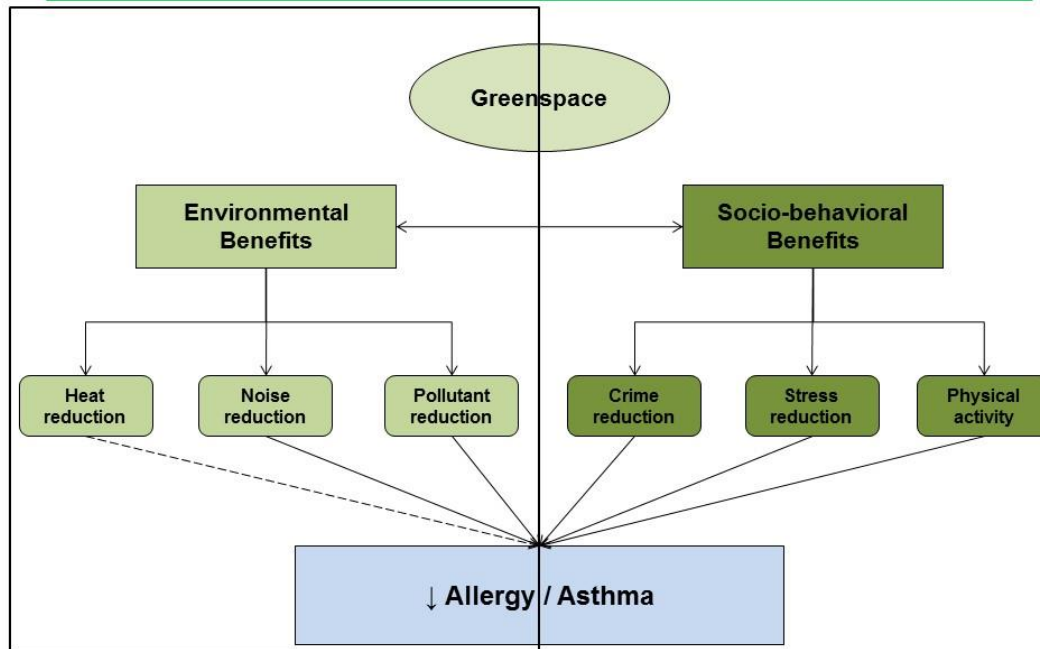 Greenspace
Environmental
Benefits
Socio-behavioral
Benefits
Heat
reduction
Noise
reduction
Pollutant
reduction
Crime
reduction
Stress
reduction
Physical
activity
↓ Allergy / Asthma